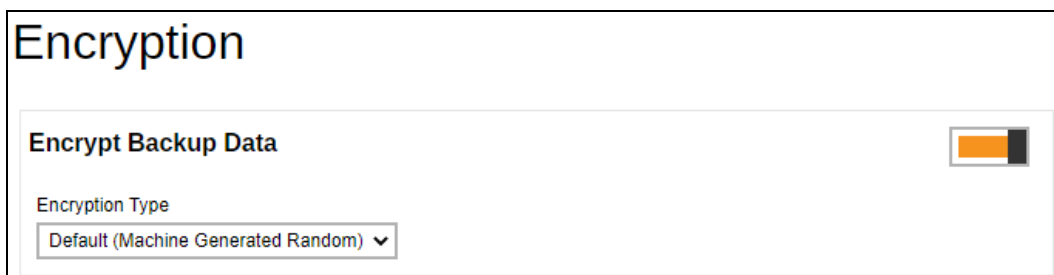 Encryption
Encrypt Backup Data
Encryption Type
Default (Machine Generated Random)